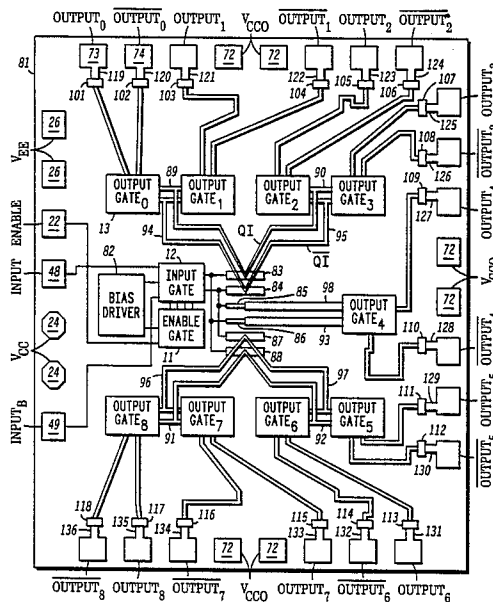 OUTPUT0 OUTPUT0 OUTPUT1 VCCO OUTPUT1 OUTPUT2 OUTPUT2
81
73 74 72 72
119 120 121 122 123 124
101 102 103 104 105 106
107
125
108
126
109
127
26
VEE
26
89 90
OUTPUT GATE0
OUTPUT GATE1
OUTPUT GATE2
OUTPUT GATE3
13
94 QI 95
QI
ENABLE 22
INPUT 48
82
12
BIAS DRIVER
INPUT GATE
ENABLE GATE
11
83
84
85
86
87
88
98
93
OUTPUT GATE4
72
72
VCCO
24
VCC
24
110 128
INPUTB 49
96 97
111 129
OUTPUT GATE8
OUTPUT GATE7
OUTPUT GATE6
OUTPUT GATE5
91 92
112
130
118 117 116 115 114 113
136 135 134 133 132 131
72 72
OUTPUT8 OUTPUT8 OUTPUT7 VCCO OUTPUT7 OUTPUT6 OUTPUT6